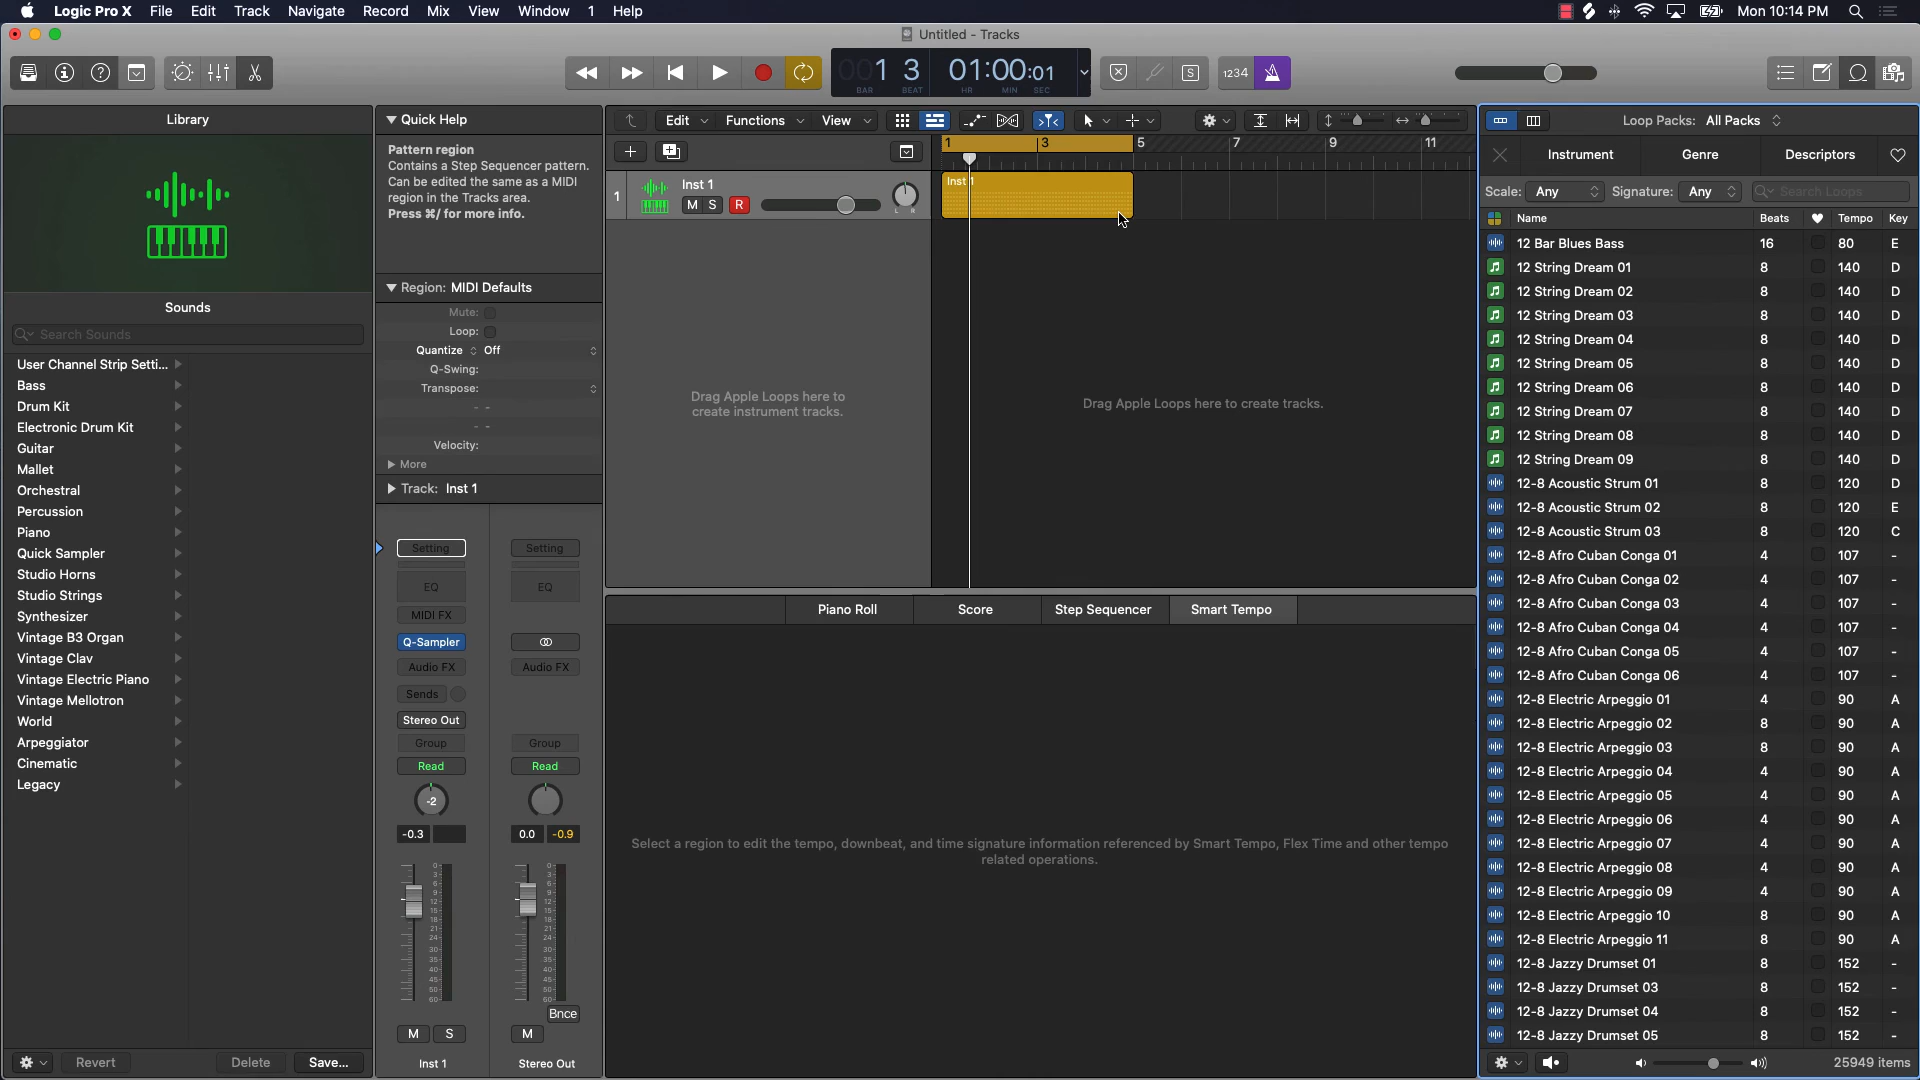 Logic Pro X File Edit Track Navigate Record Mix View Window 1 Help Mon 10:14 PM
Untitled - Tracks
001 3 01:00:01 1234
BAR BEAT HR MIN SEC
S
Library
Sounds
Search Sounds
User Channel Strip Setti...
Bass
Drum Kit
Electronic Drum Kit
Guitar
Mallet
Orchestral
Percussion
Piano
Quick Sampler
Studio Horns
Studio Strings
Synthesizer
Vintage B3 Organ
Vintage Clav
Vintage Electric Piano
Vintage Mellotron
World
Arpeggiator
Cinematic
Legacy
Revert Delete Save...
Quick Help
Pattern region
Contains a Step Sequencer pattern.
Can be edited the same as a MIDI
region in the Tracks area.
Press ⌘/ for more info.
Region: MIDI Defaults
Mute:
Loop:
Quantize Off
Q-Swing:
Transpose:
- -
- -
Velocity:
More
Track: Inst 1
Setting Setting
EQ EQ
MIDI FX
Q-Sampler
Audio FX Audio FX
Sends
Stereo Out
Group Group
Read Read
-2
-0.3 0.0 -0.9
Bnce
M S M
Inst 1 Stereo Out
Edit Functions View
1 3 5 7 9 11
1 Inst 1
M S R
L R
Inst 1
Drag Apple Loops here to
create instrument tracks.
Drag Apple Loops here to create tracks.
Piano Roll Score Step Sequencer Smart Tempo
Select a region to edit the tempo, downbeat, and time signature information referenced by Smart Tempo, Flex Time and other tempo
related operations.
Loop Packs: All Packs
Instrument Genre Descriptors
Scale: Any Signature: Any Search Loops
Name Beats Tempo Key
12 Bar Blues Bass 16 80 E
12 String Dream 01 8 140 D
12 String Dream 02 8 140 D
12 String Dream 03 8 140 D
12 String Dream 04 8 140 D
12 String Dream 05 8 140 D
12 String Dream 06 8 140 D
12 String Dream 07 8 140 D
12 String Dream 08 8 140 D
12 String Dream 09 8 140 D
12-8 Acoustic Strum 01 8 120 D
12-8 Acoustic Strum 02 8 120 E
12-8 Acoustic Strum 03 8 120 C
12-8 Afro Cuban Conga 01 4 107 -
12-8 Afro Cuban Conga 02 4 107 -
12-8 Afro Cuban Conga 03 4 107 -
12-8 Afro Cuban Conga 04 4 107 -
12-8 Afro Cuban Conga 05 4 107 -
12-8 Afro Cuban Conga 06 4 107 -
12-8 Electric Arpeggio 01 4 90 A
12-8 Electric Arpeggio 02 8 90 A
12-8 Electric Arpeggio 03 8 90 A
12-8 Electric Arpeggio 04 4 90 A
12-8 Electric Arpeggio 05 4 90 A
12-8 Electric Arpeggio 06 4 90 A
12-8 Electric Arpeggio 07 4 90 A
12-8 Electric Arpeggio 08 4 90 A
12-8 Electric Arpeggio 09 4 90 A
12-8 Electric Arpeggio 10 8 90 A
12-8 Electric Arpeggio 11 8 90 A
12-8 Jazzy Drumset 01 8 152 -
12-8 Jazzy Drumset 03 8 152 -
12-8 Jazzy Drumset 04 8 152 -
12-8 Jazzy Drumset 05 8 152 -
25949 items